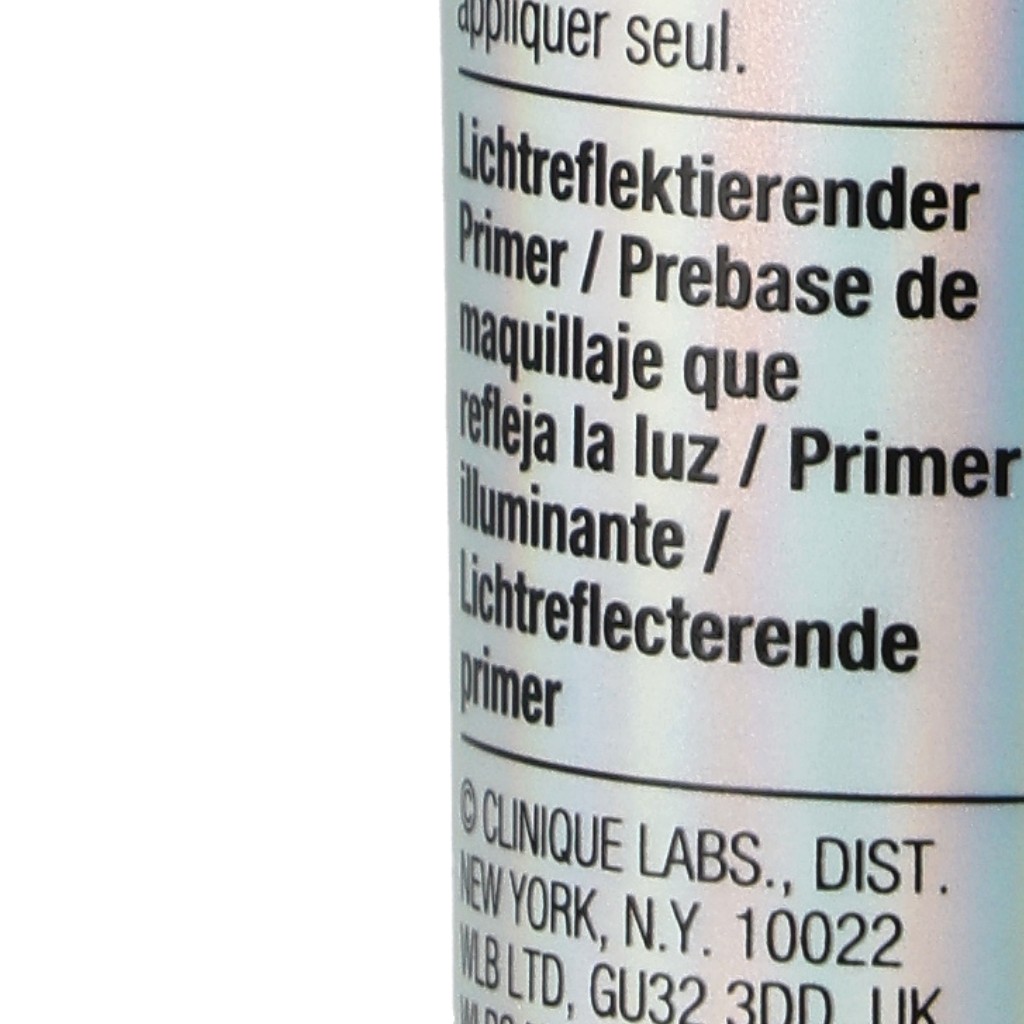 appliquer seul.
Lichtreflektierender
Primer / Prebase de
maquillaje que
refleja la luz / Primer
illuminante /
Lichtreflecterende
primer
© CLINIQUE LABS., DIST.
NEW YORK, N.Y. 10022
WLB LTD, GU32 3DD, UK